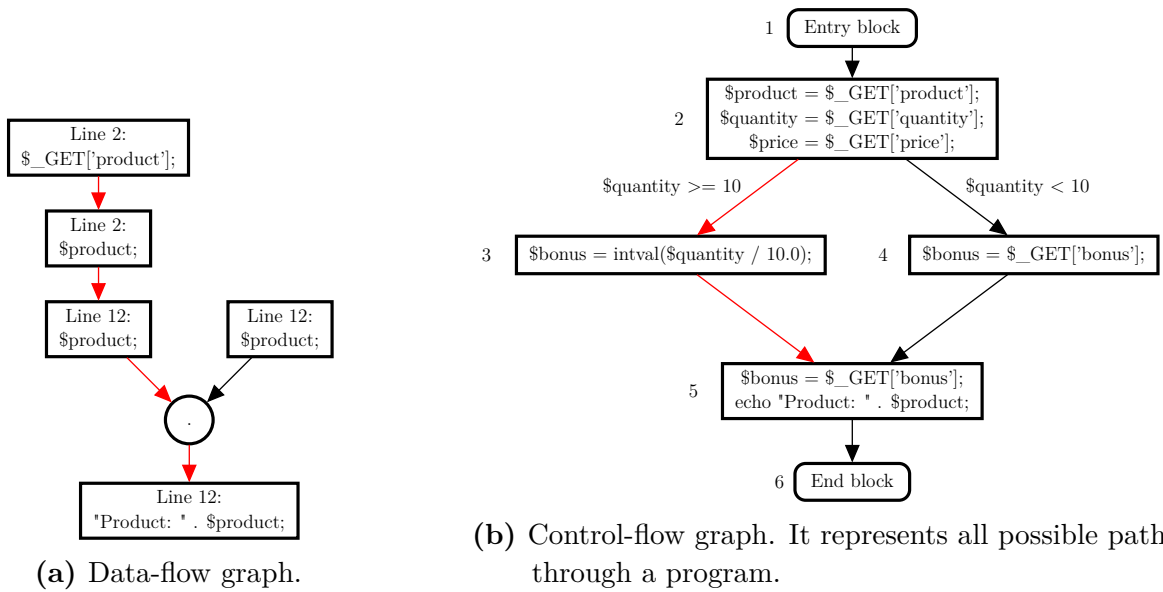 Line 2:
$_GET['product'];
Line 2:
$product;
Line 12:
$product;
Line 12:
$product;
.
Line 12:
"Product: " . $product;
(a) Data-flow graph.
1
Entry block
2
$product = $_GET['product'];
$quantity = $_GET['quantity'];
$price = $_GET['price'];
$quantity >= 10
$quantity < 10
3
$bonus = intval($quantity / 10.0);
4
$bonus = $_GET['bonus'];
5
$bonus = $_GET['bonus'];
echo "Product: " . $product;
6
End block
(b) Control-flow graph. It represents all possible path
through a program.